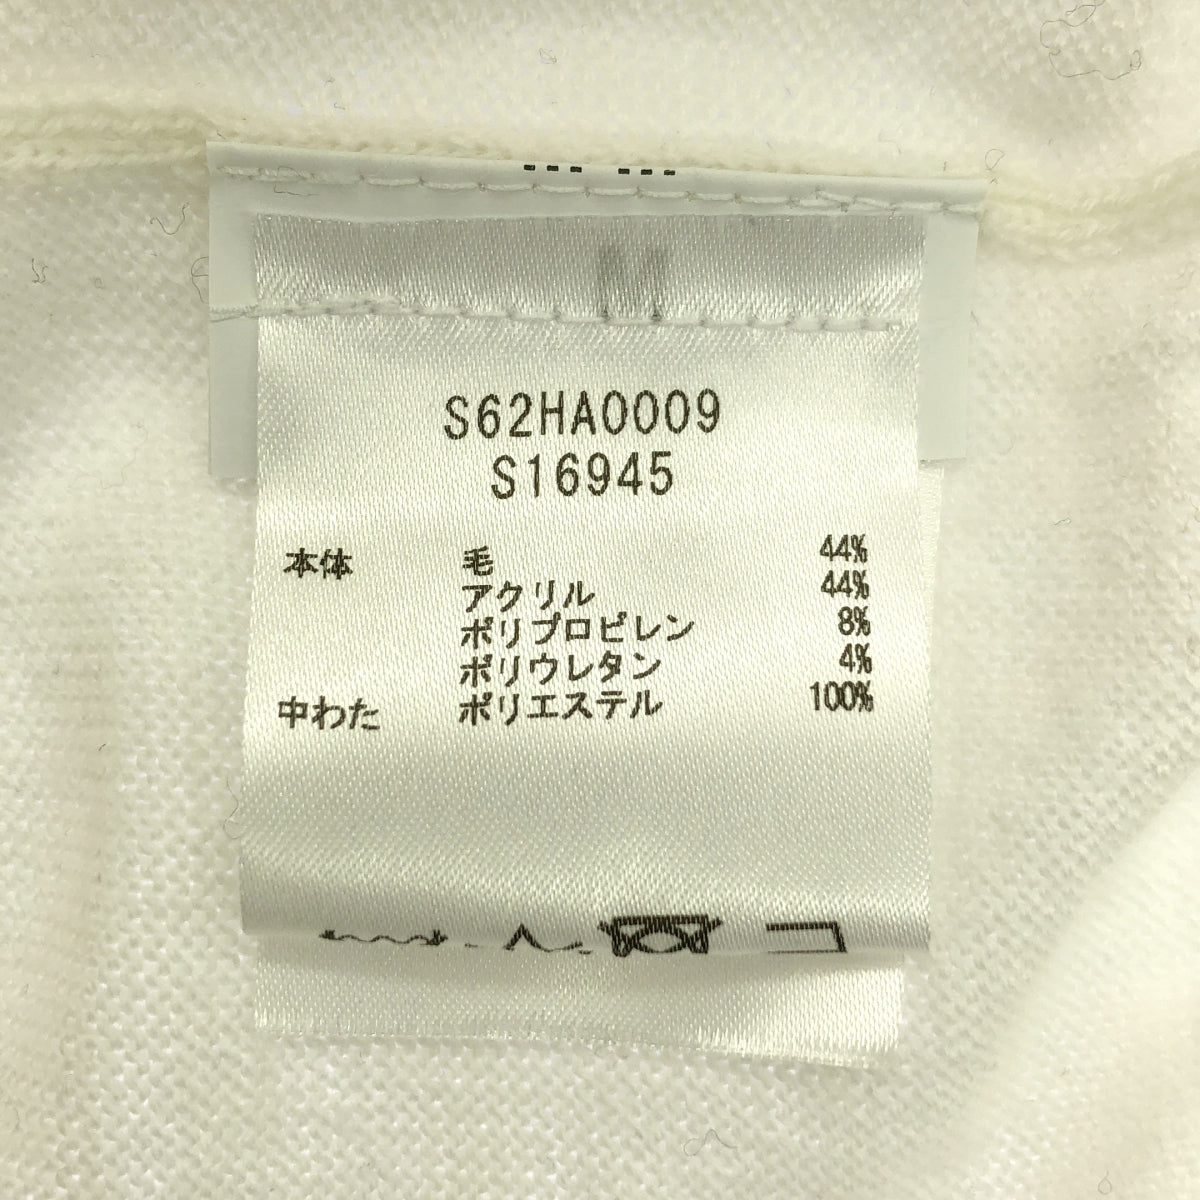 M
S62HA0009
S16945
本体 毛 44%
アクリル 44%
ポリプロピレン 8%
ポリウレタン 4%
中わた ポリエステル 100%